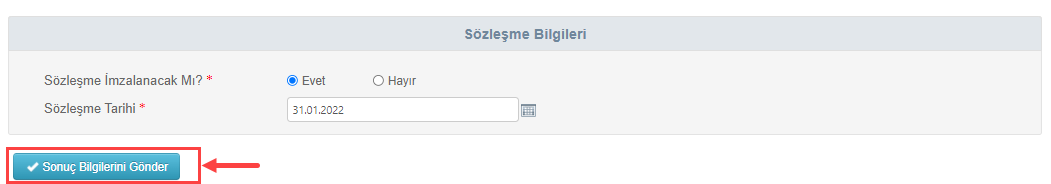 Sözleşme Bilgileri
Sözleşme İmzalanacak Mı? * Evet Hayır
Sözleşme Tarihi * 31.01.2022
Sonuç Bilgilerini Gönder